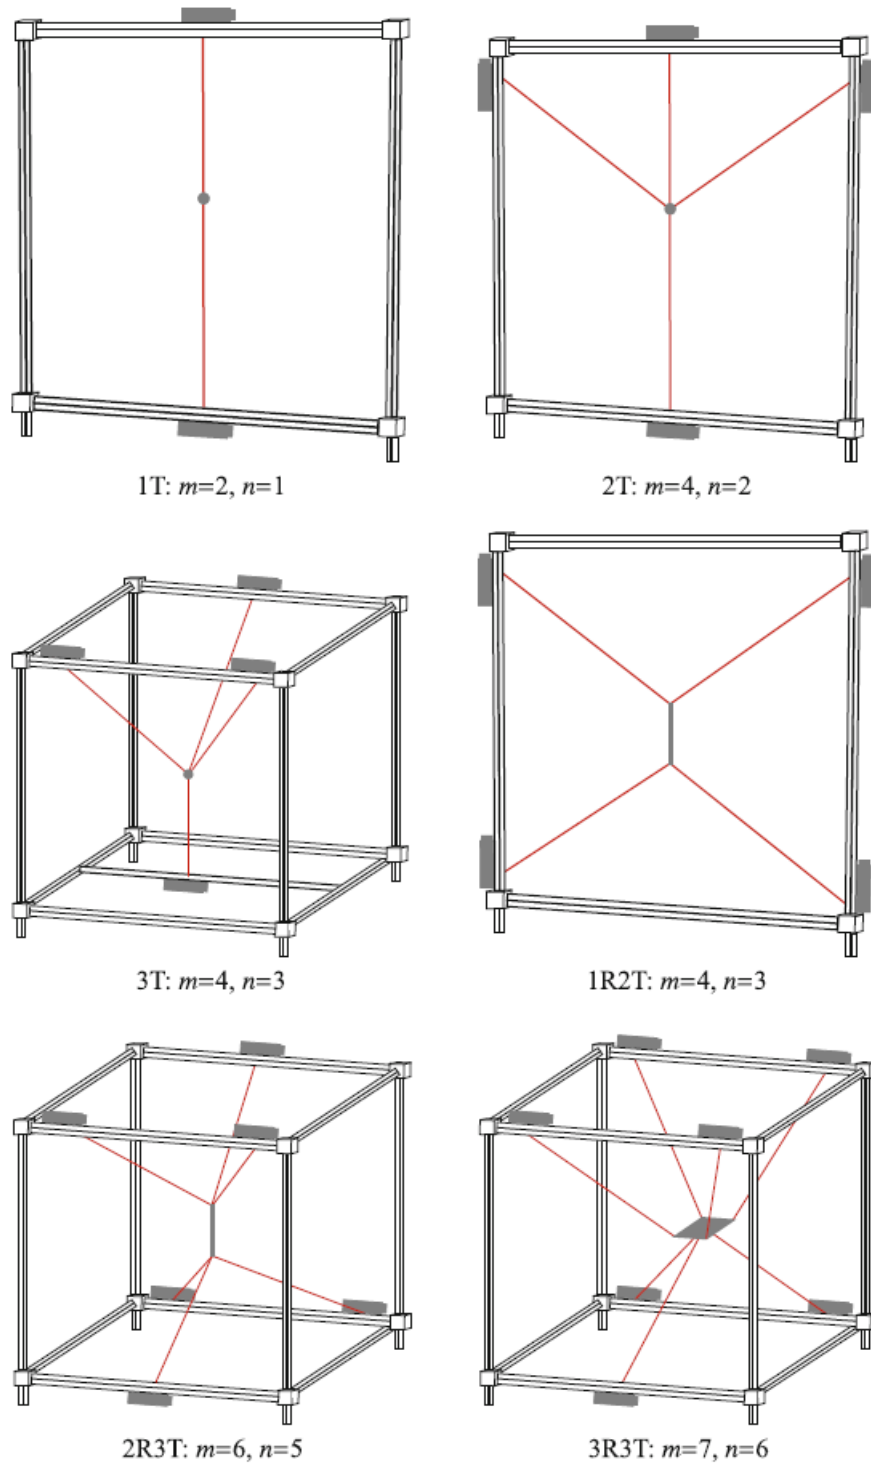 1T: m=2, n=1
2T: m=4, n=2
3T: m=4, n=3
1R2T: m=4, n=3
2R3T: m=6, n=5
3R3T: m=7, n=6